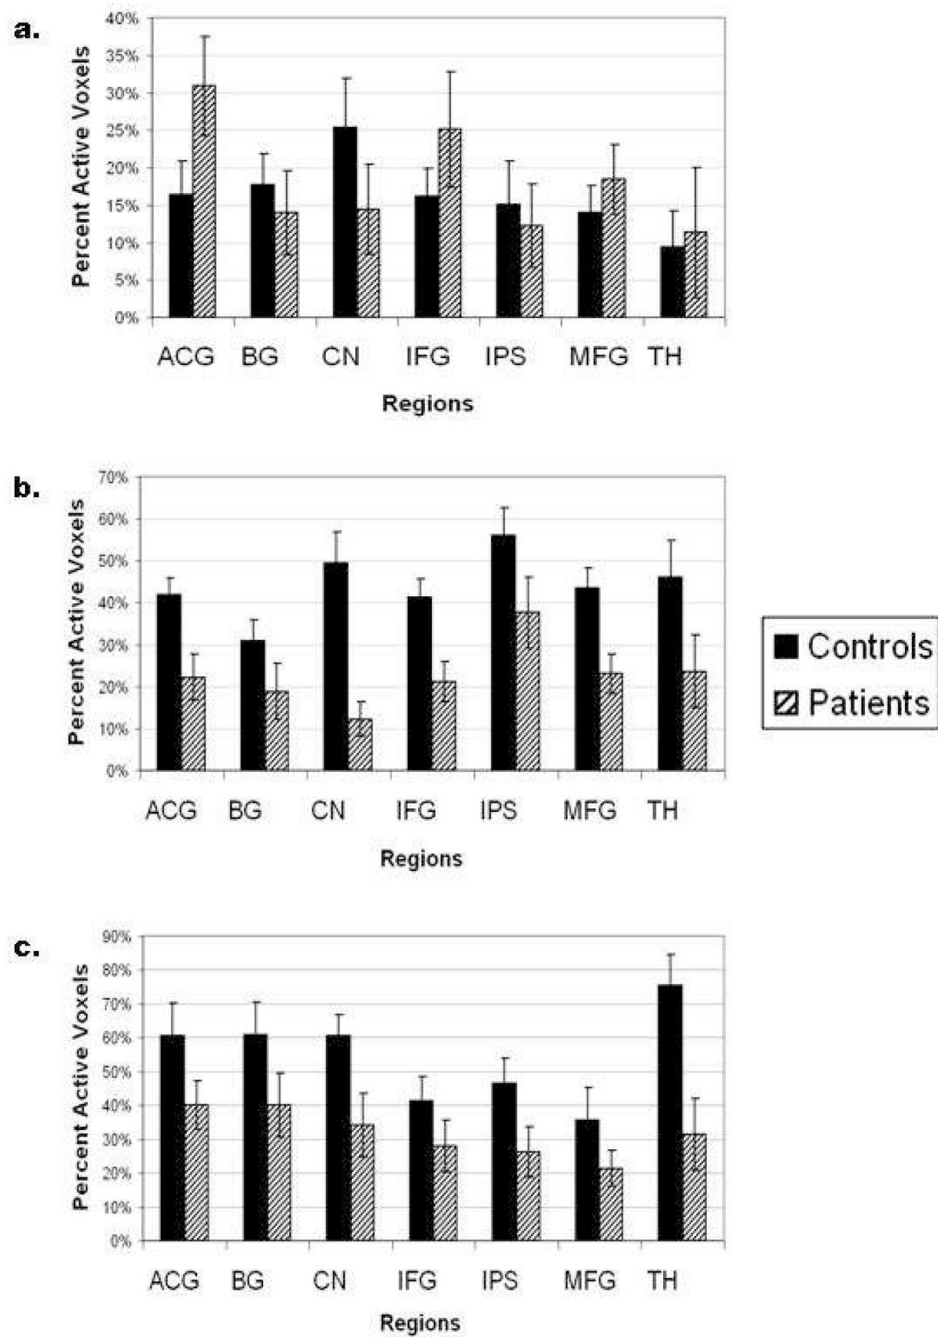 a.
Percent Active Voxels
40%
35%
30%
25%
20%
15%
10%
5%
0%
ACG BG CN IFG IPS MFG TH
Regions
b.
Percent Active Voxels
70%
60%
50%
40%
30%
20%
10%
0%
ACG BG CN IFG IPS MFG TH
Regions
Controls
Patients
c.
Percent Active Voxels
90%
80%
70%
60%
50%
40%
30%
20%
10%
0%
ACG BG CN IFG IPS MFG TH
Regions